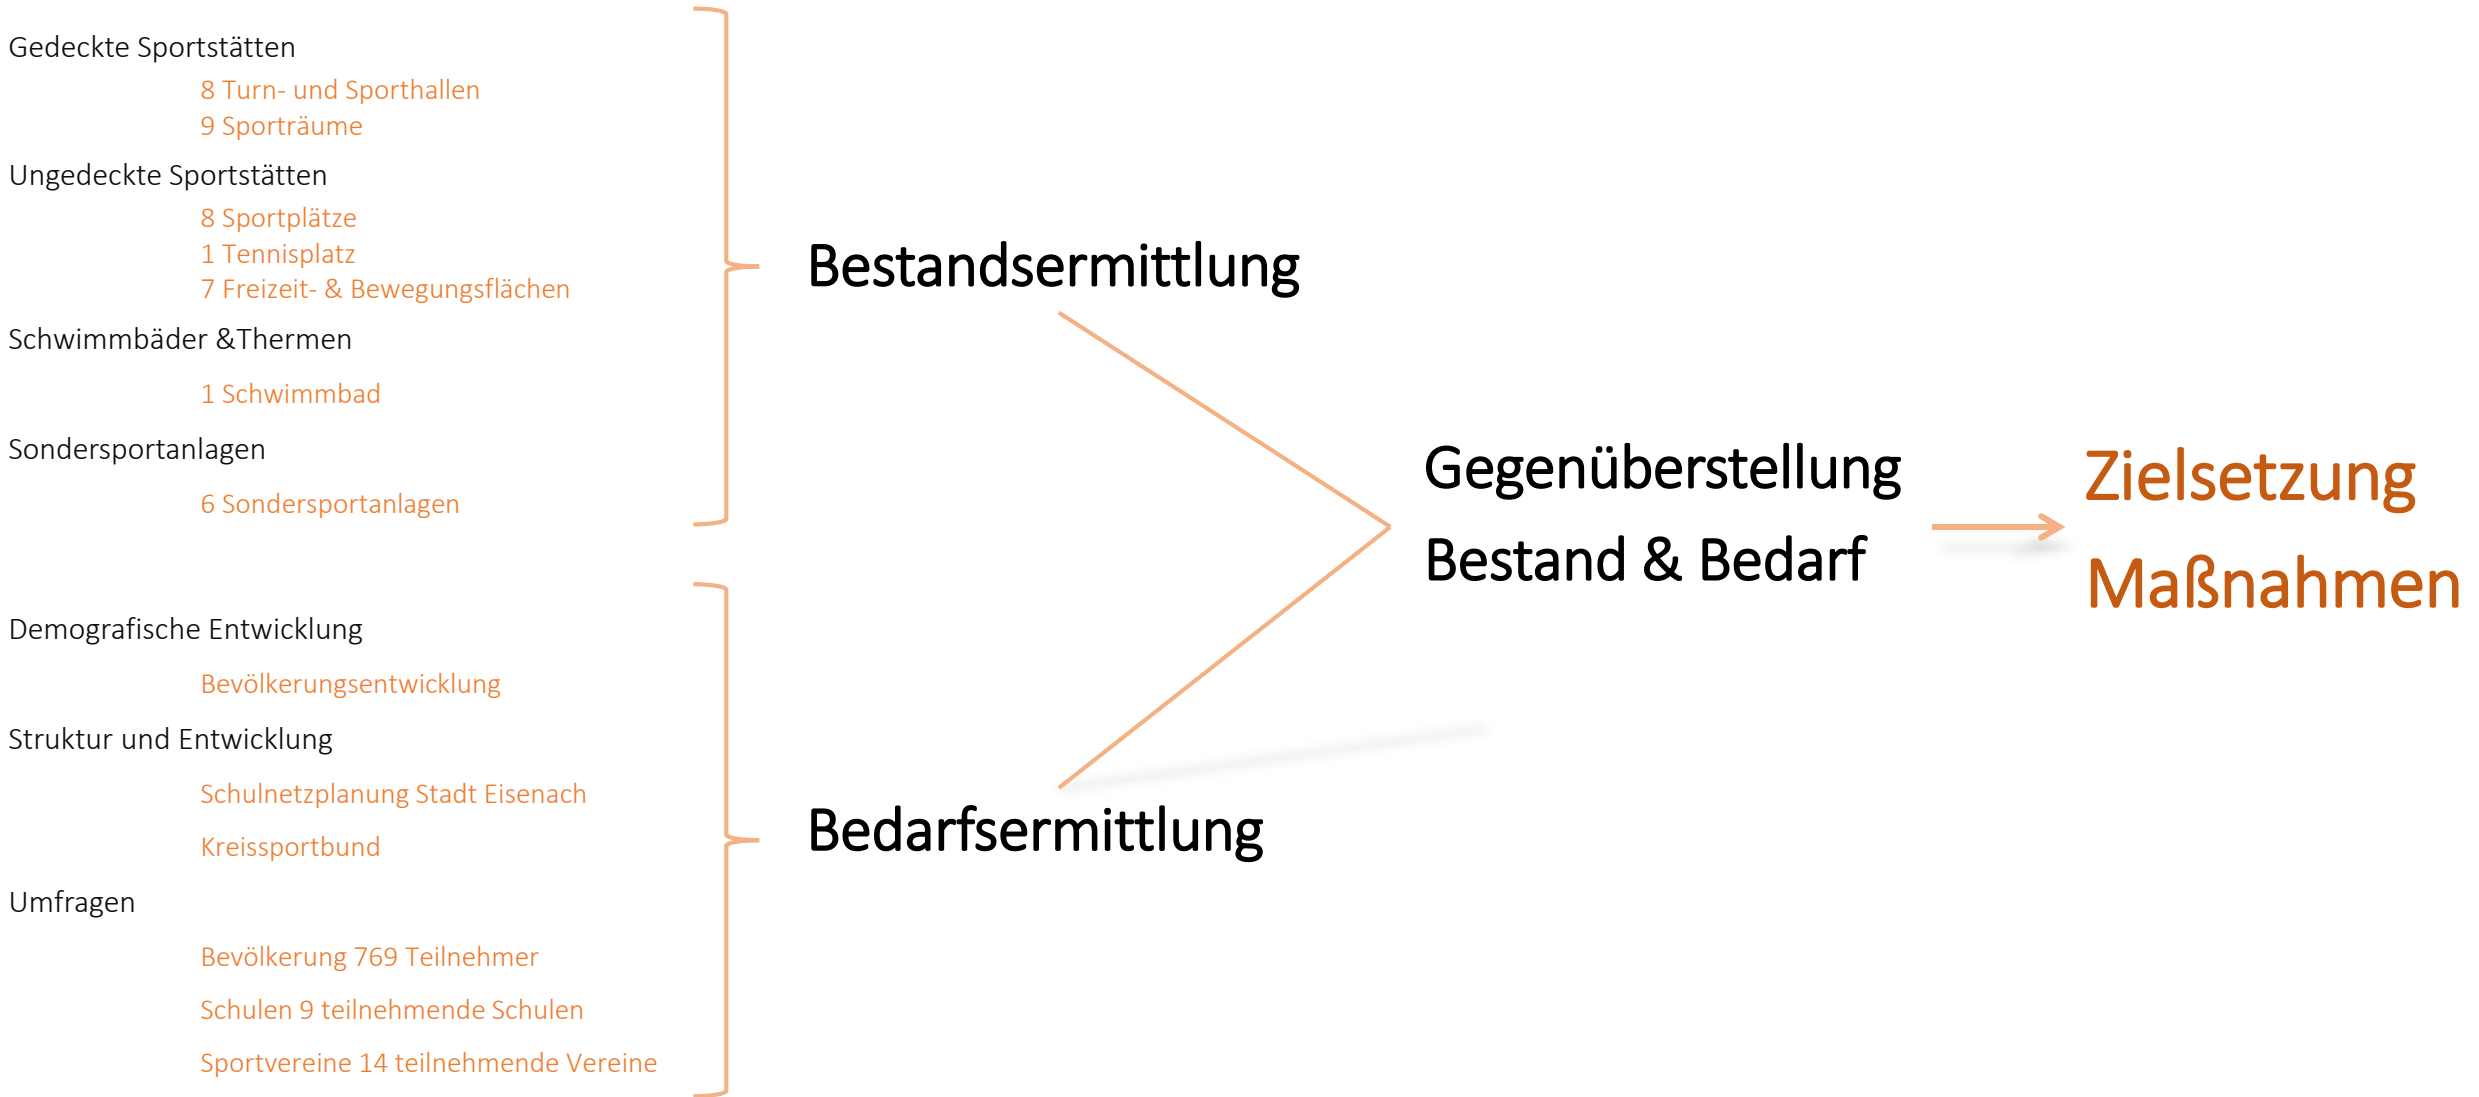 Gedeckte Sportstätten
8 Turn- und Sporthallen
9 Sporträume
Ungedeckte Sportstätten
8 Sportplätze
1 Tennisplatz
7 Freizeit- & Bewegungsflächen
Schwimmbäder &Thermen
1 Schwimmbad
Sondersportanlagen
6 Sondersportanlagen
Bestandsermittlung
Demografische Entwicklung
Bevölkerungsentwicklung
Struktur und Entwicklung
Schulnetzplanung Stadt Eisenach
Kreissportbund
Umfragen
Bevölkerung 769 Teilnehmer
Schulen 9 teilnehmende Schulen
Sportvereine 14 teilnehmende Vereine
Bedarfsermittlung
Gegenüberstellung
Bestand & Bedarf
Zielsetzung
Maßnahmen